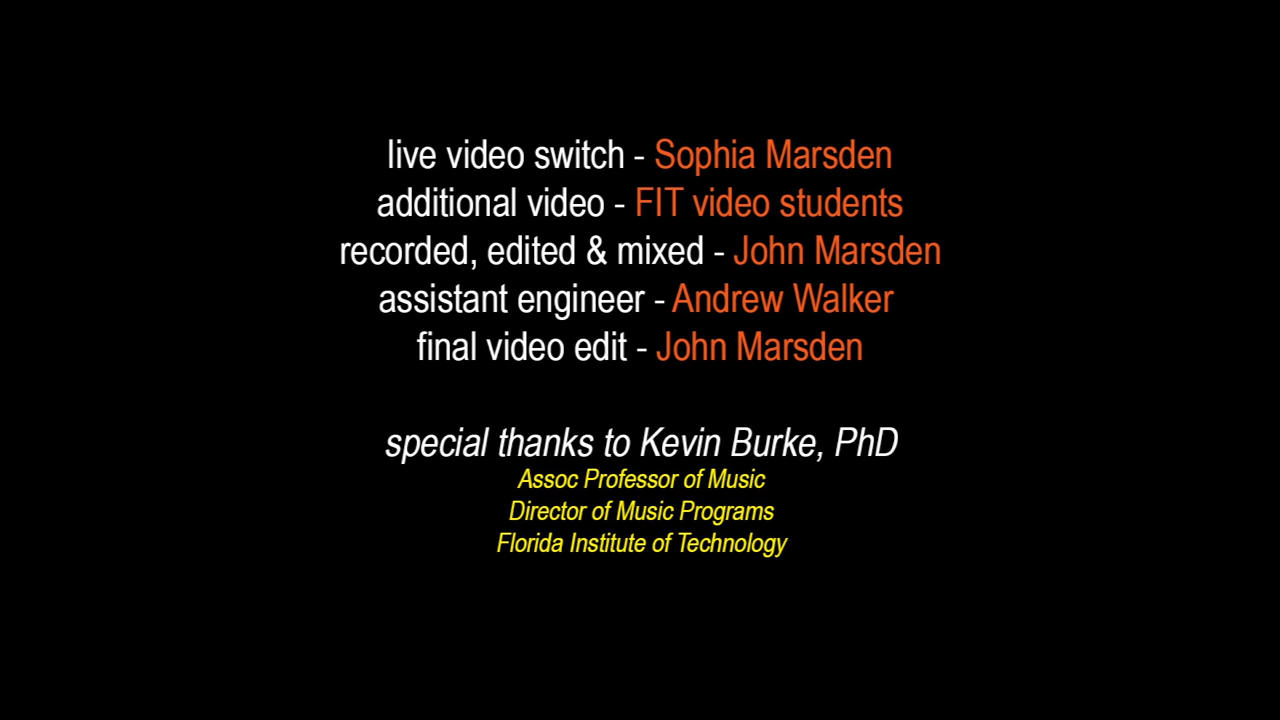 live video switch - Sophia Marsden
additional video - FIT video students
recorded, edited & mixed - John Marsden
assistant engineer - Andrew Walker
final video edit - John Marsden
special thanks to Kevin Burke, PhD
Assoc Professor of Music
Director of Music Programs
Florida Institute of Technology